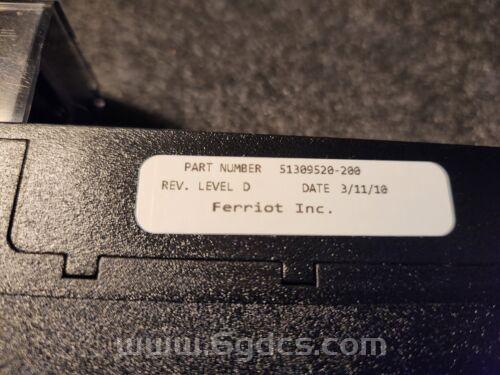 PART NUMBER 51309520-200
REV. LEVEL D DATE 3/11/10
Ferriot Inc.
www.6gdcs.com